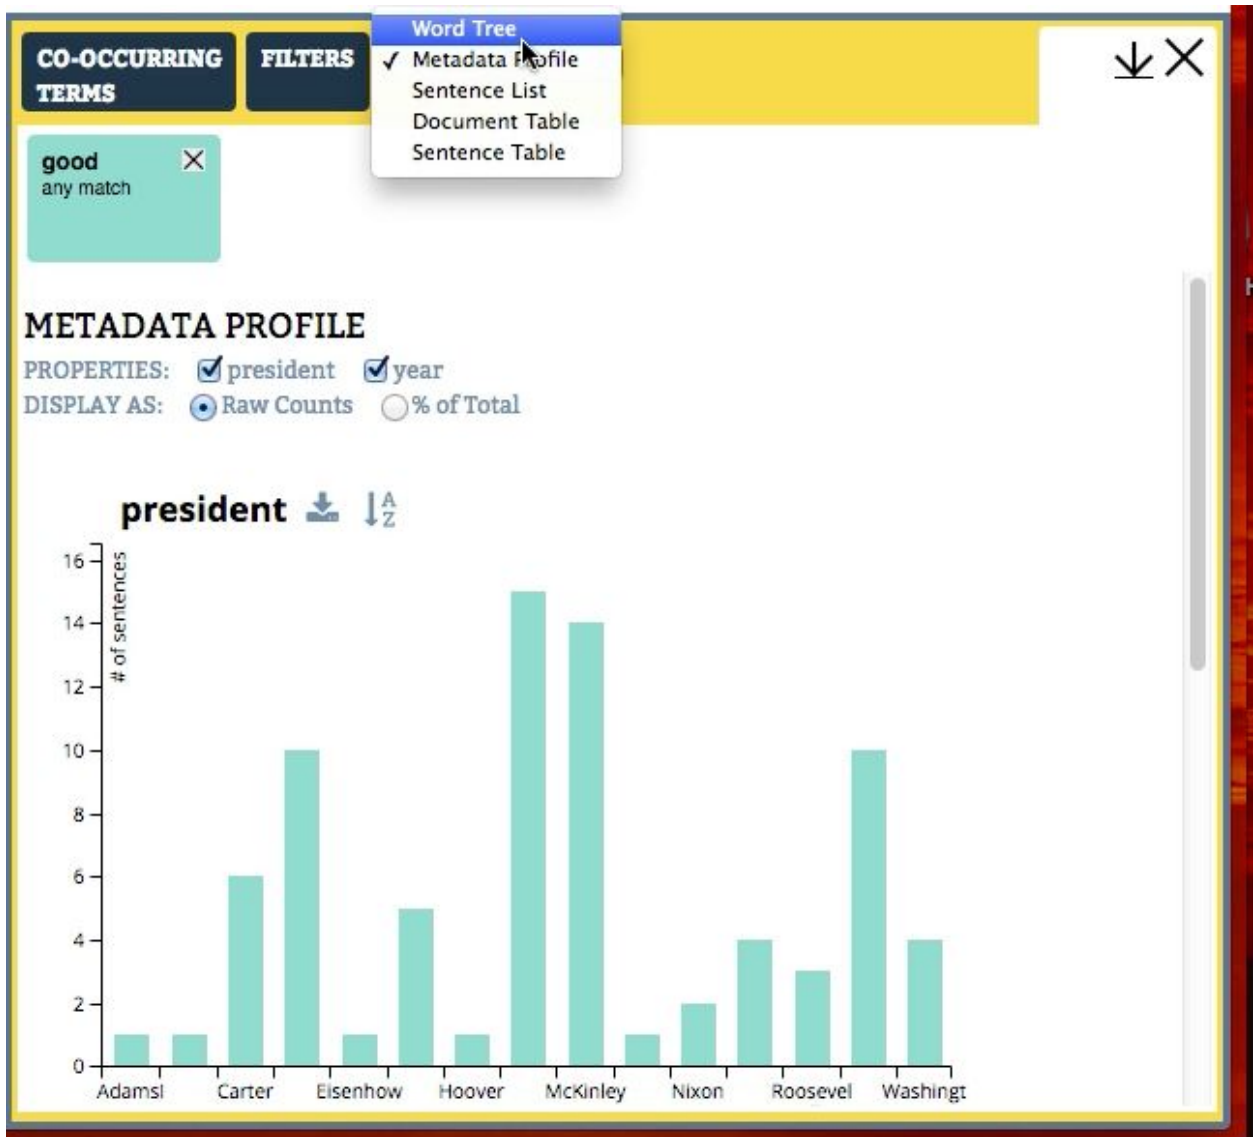 Word Tree
CO-OCCURRING
TERMS
FILTERS
✓ Metadata Profile
Sentence List
Document Table
Sentence Table
good
any match
METADATA PROFILE
PROPERTIES: president year
DISPLAY AS: Raw Counts % of Total
president A Z
16
# of sentences
14
12
10
8
6
4
2
0
Adamsl Carter Eisenhow Hoover McKinley Nixon Roosevel Washingt